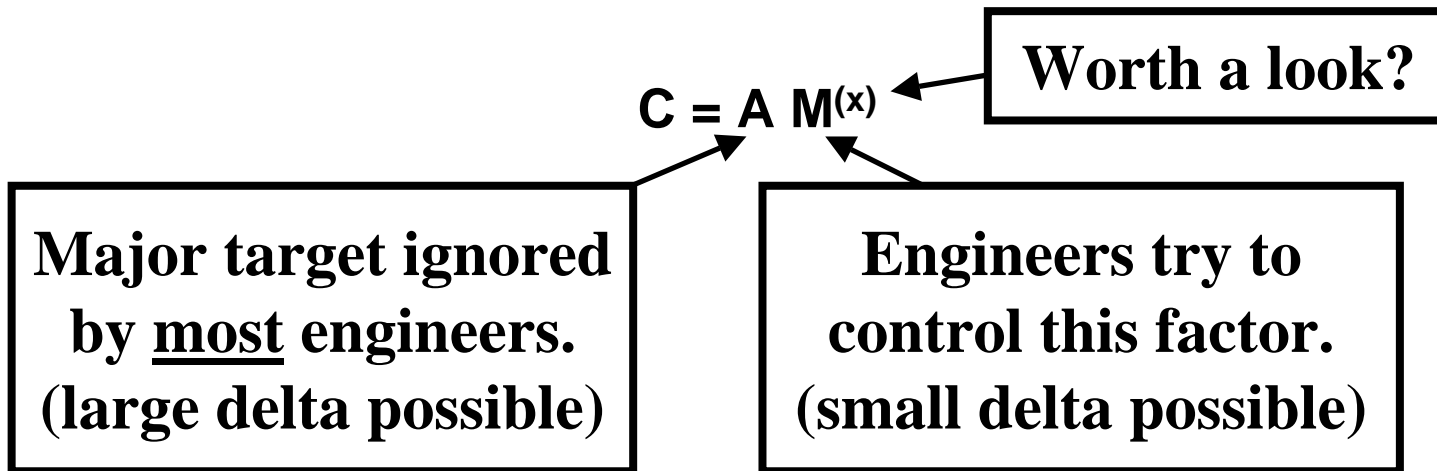 Worth a look?
C = A M(x)
Major target ignored
by most engineers.
(large delta possible)
Engineers try to
control this factor.
(small delta possible)